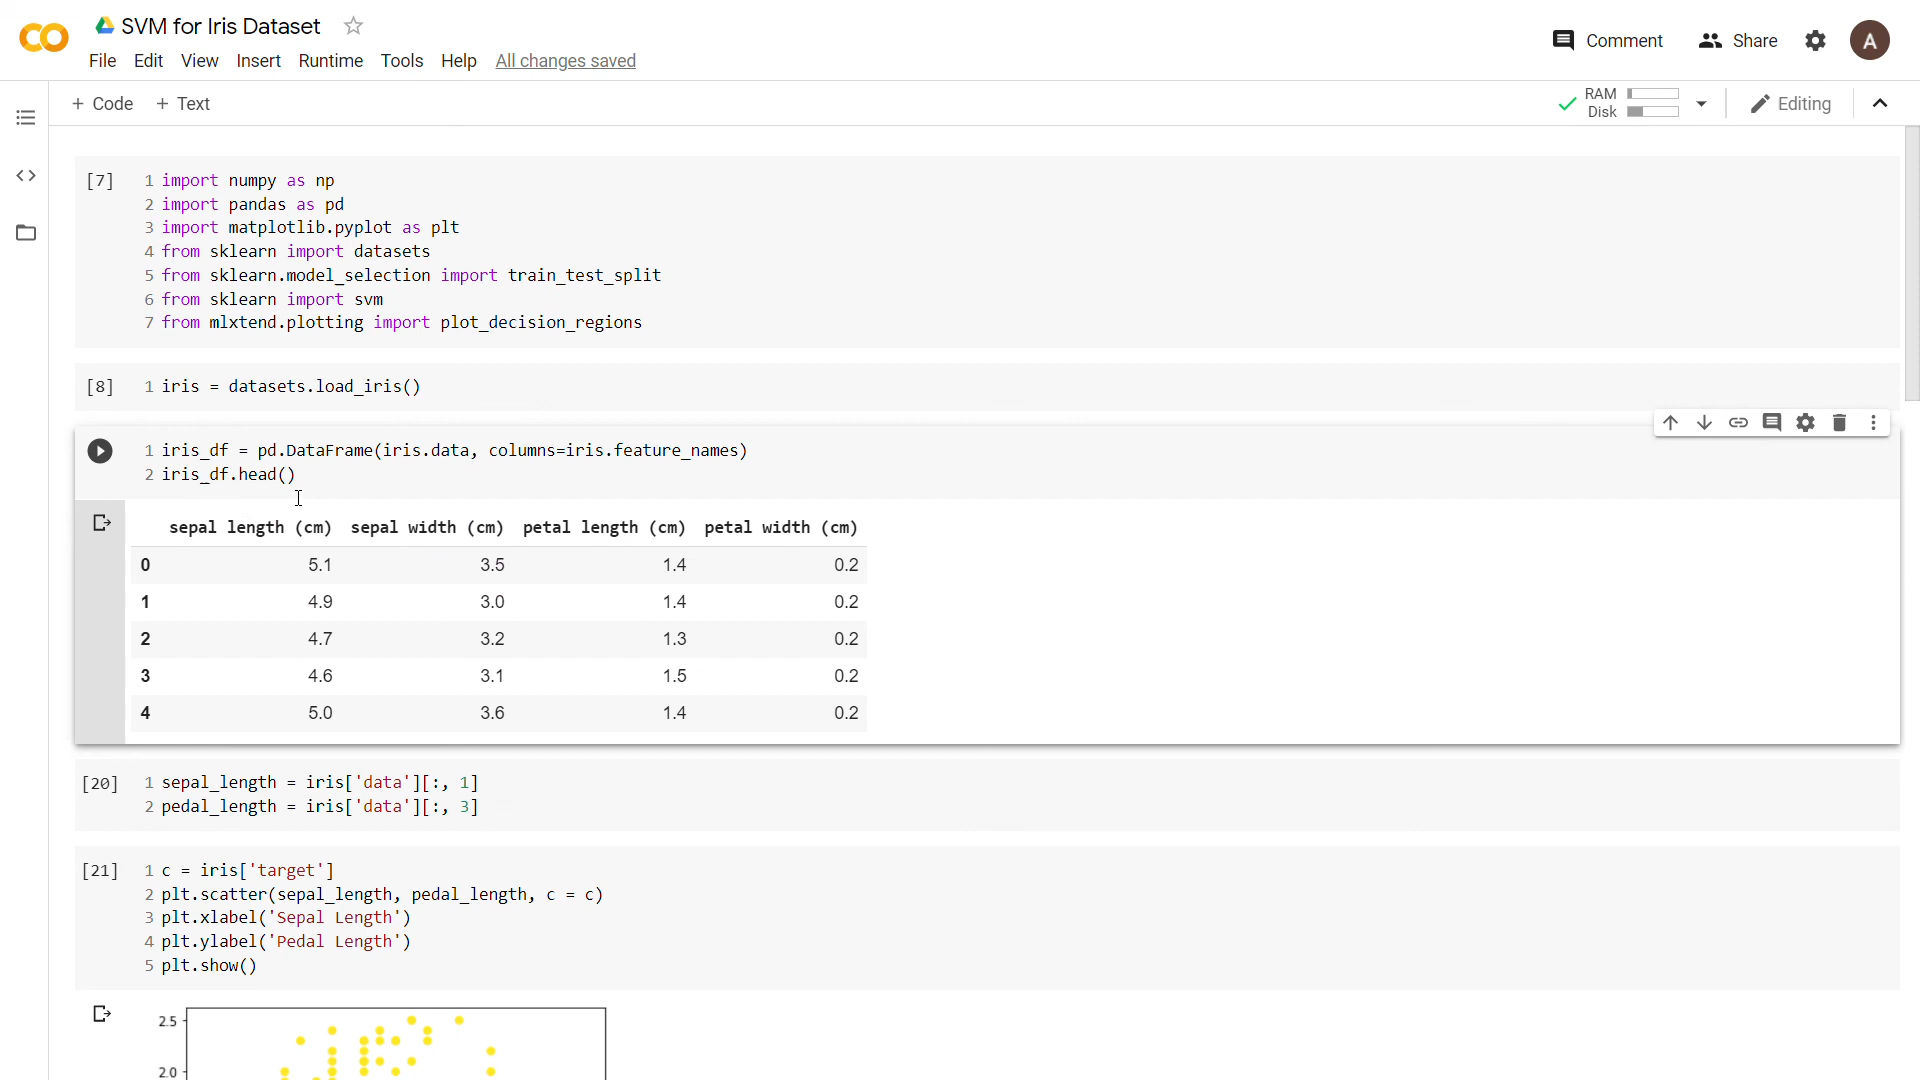 SVM for Iris Dataset
Comment Share A
File Edit View Insert Runtime Tools Help All changes saved
+ Code + Text
RAM
Disk
Editing
[7] 1 import numpy as np
2 import pandas as pd
3 import matplotlib.pyplot as plt
4 from sklearn import datasets
5 from sklearn.model_selection import train_test_split
6 from sklearn import svm
7 from mlxtend.plotting import plot_decision_regions
[8] 1 iris = datasets.load_iris()
1 iris_df = pd.DataFrame(iris.data, columns=iris.feature_names)
2 iris_df.head()
sepal length (cm) sepal width (cm) petal length (cm) petal width (cm)
0 5.1 3.5 1.4 0.2
1 4.9 3.0 1.4 0.2
2 4.7 3.2 1.3 0.2
3 4.6 3.1 1.5 0.2
4 5.0 3.6 1.4 0.2
[20] 1 sepal_length = iris['data'][:, 1]
2 pedal_length = iris['data'][:, 3]
[21] 1 c = iris['target']
2 plt.scatter(sepal_length, pedal_length, c = c)
3 plt.xlabel('Sepal Length')
4 plt.ylabel('Pedal Length')
5 plt.show()
2.5
2.0